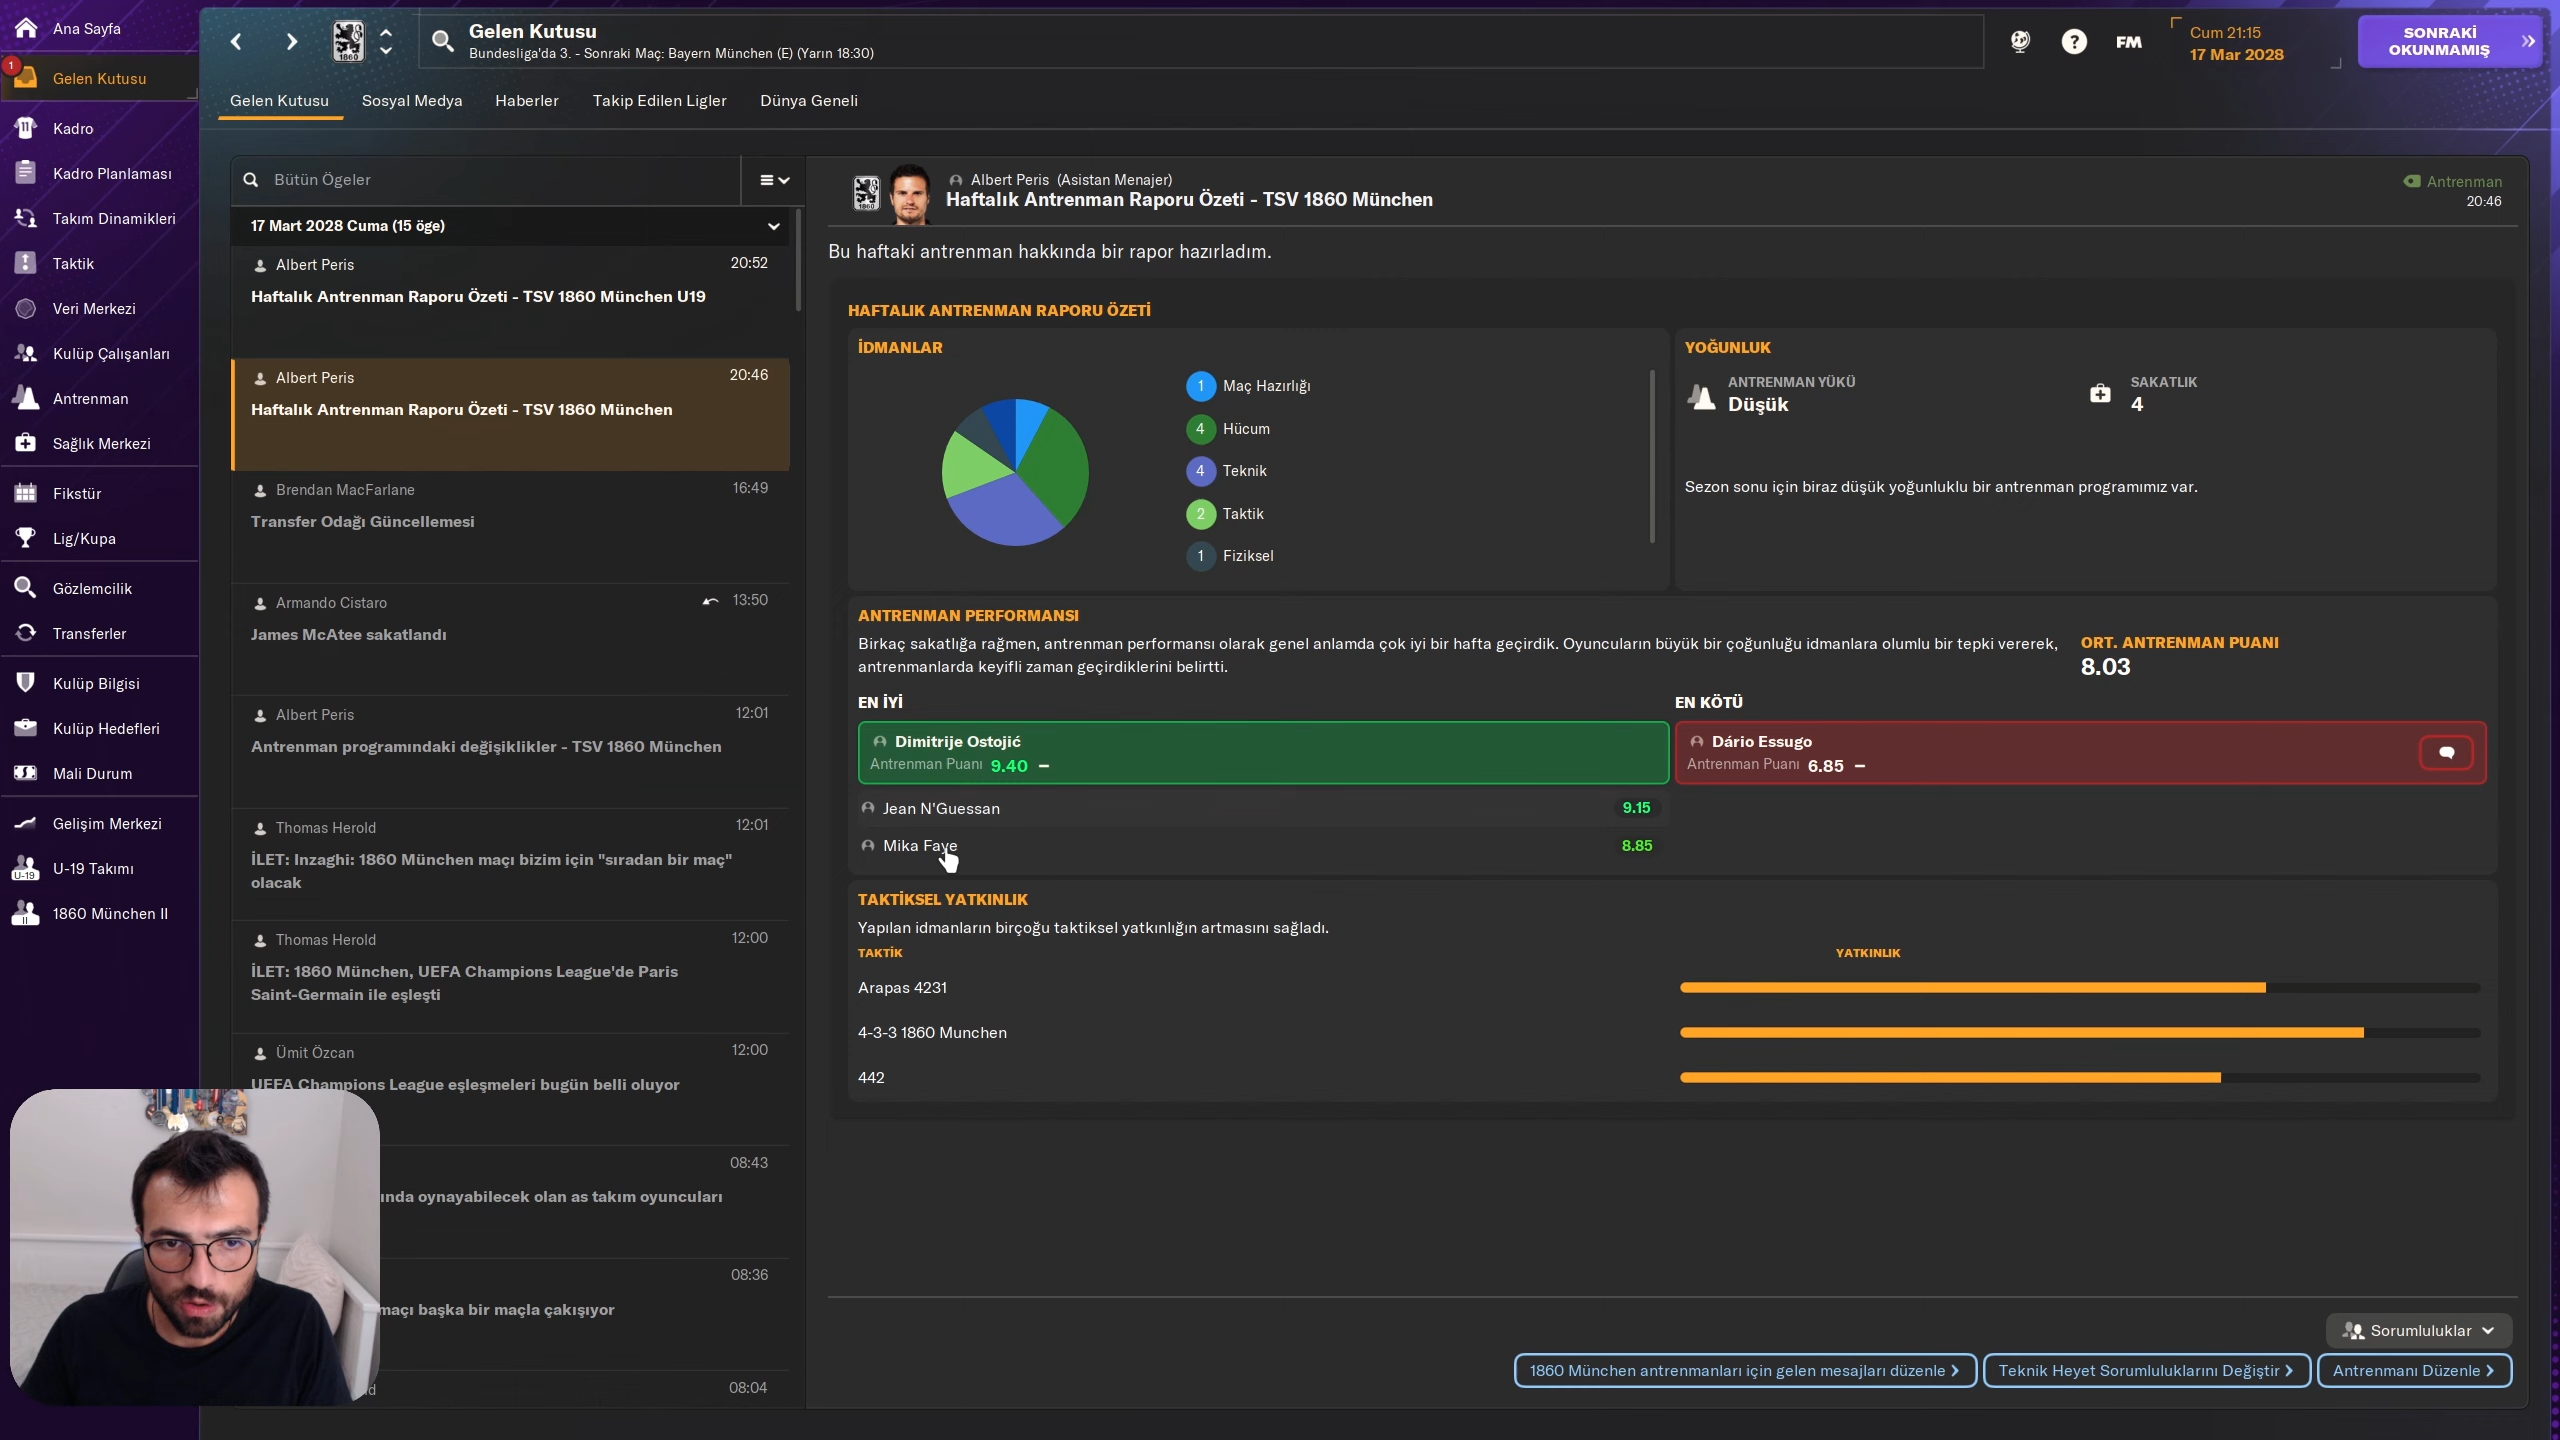 Ana Sayfa
1
Gelen Kutusu
Kadro
Kadro Planlaması
Takım Dinamikleri
Taktik
Veri Merkezi
Kulüp Çalışanları
Antrenman
Sağlık Merkezi
Fikstür
Lig/Kupa
Gözlemcilik
Transferler
Kulüp Bilgisi
Kulüp Hedefleri
Mali Durum
Gelişim Merkezi
U-19 Takımı
1860 München II
Gelen Kutusu
Bundesliga'da 3. - Sonraki Maç: Bayern München (E) (Yarın 18:30)
FM
Cum 21:15
17 Mar 2028
SONRAKİ
OKUNMAMIŞ
Gelen Kutusu
Sosyal Medya
Haberler
Takip Edilen Ligler
Dünya Geneli
Bütün Ögeler
17 Mart 2028 Cuma (15 öge)
Albert Peris 20:52
Haftalık Antrenman Raporu Özeti - TSV 1860 München U19
Albert Peris 20:46
Haftalık Antrenman Raporu Özeti - TSV 1860 München
Brendan MacFarlane 16:49
Transfer Odağı Güncellemesi
Armando Cistaro 13:50
James McAtee sakatlandı
Albert Peris 12:01
Antrenman programındaki değişiklikler - TSV 1860 München
Thomas Herold 12:01
İLET: Inzaghi: 1860 München maçı bizim için "sıradan bir maç"
olacak
Thomas Herold 12:00
İLET: 1860 München, UEFA Champions League'de Paris
Saint-Germain ile eşleşti
Ümit Özcan 12:00
UEFA Champions League eşleşmeleri bugün belli oluyor
08:43
oynayabilecek olan as takım oyuncuları
08:36
maçı başka bir maçla çakışıyor
08:04
Albert Peris (Asistan Menajer)
Haftalık Antrenman Raporu Özeti - TSV 1860 München
Antrenman
20:46
Bu haftaki antrenman hakkında bir rapor hazırladım.
HAFTALIK ANTRENMAN RAPORU ÖZETİ
İDMANLAR
1 Maç Hazırlığı
4 Hücum
4 Teknik
2 Taktik
1 Fiziksel
YOĞUNLUK
ANTRENMAN YÜKÜ
Düşük
SAKATLIK
4
Sezon sonu için biraz düşük yoğunluklu bir antrenman programımız var.
ANTRENMAN PERFORMANSI
Birkaç sakatlığa rağmen, antrenman performansı olarak genel anlamda çok iyi bir hafta geçirdik. Oyuncuların büyük bir çoğunluğu idmanlara olumlu bir tepki vererek,
antrenmanlarda keyifli zaman geçirdiklerini belirtti.
ORT. ANTRENMAN PUANI
8.03
EN İYİ
Dimitrije Ostojić
Antrenman Puanı 9.40 –
Jean N'Guessan 9.15
Mika Faye 8.85
EN KÖTÜ
Dário Essugo
Antrenman Puanı 6.85 –
TAKTİKSEL YATKINLIK
Yapılan idmanların birçoğu taktiksel yatkınlığın artmasını sağladı.
TAKTİK YATKINLIK
Arapas 4231
4-3-3 1860 Munchen
442
Sorumluluklar
1860 München antrenmanları için gelen mesajları düzenle
Teknik Heyet Sorumluluklarını Değiştir
Antrenmanı Düzenle